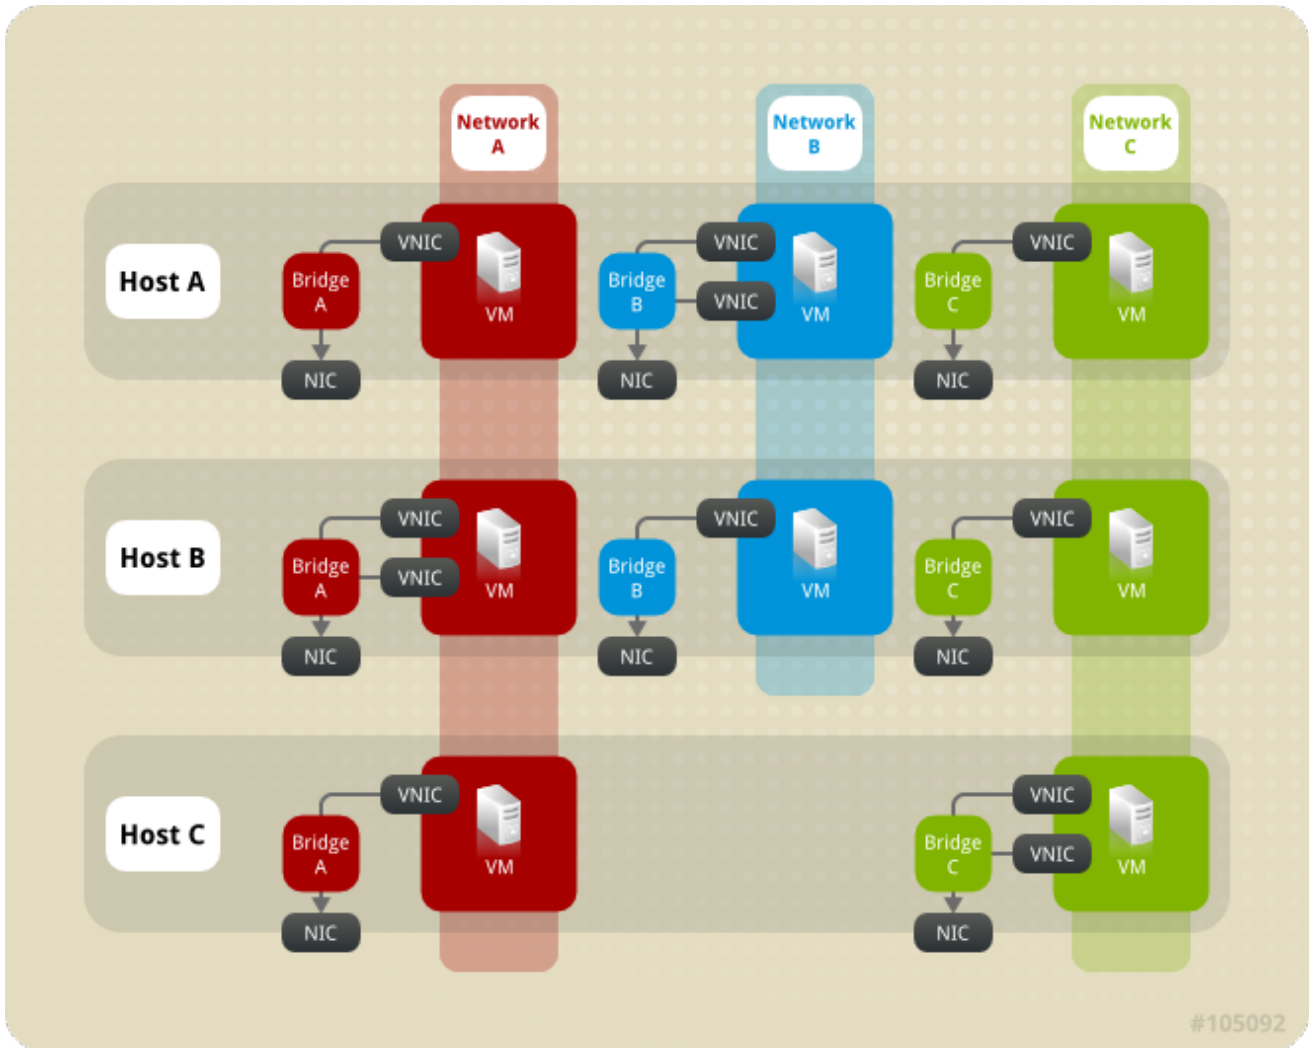 Network
A
Network
B
Network
C
Host A
Bridge
A
VNIC
VM
NIC
Bridge
B
VNIC
VNIC
VM
NIC
Bridge
C
VNIC
VM
NIC
Host B
Bridge
A
VNIC
VNIC
VM
NIC
Bridge
B
VNIC
VM
NIC
Bridge
C
VNIC
VM
NIC
Host C
Bridge
A
VNIC
VM
NIC
Bridge
C
VNIC
VNIC
VM
NIC
#105092